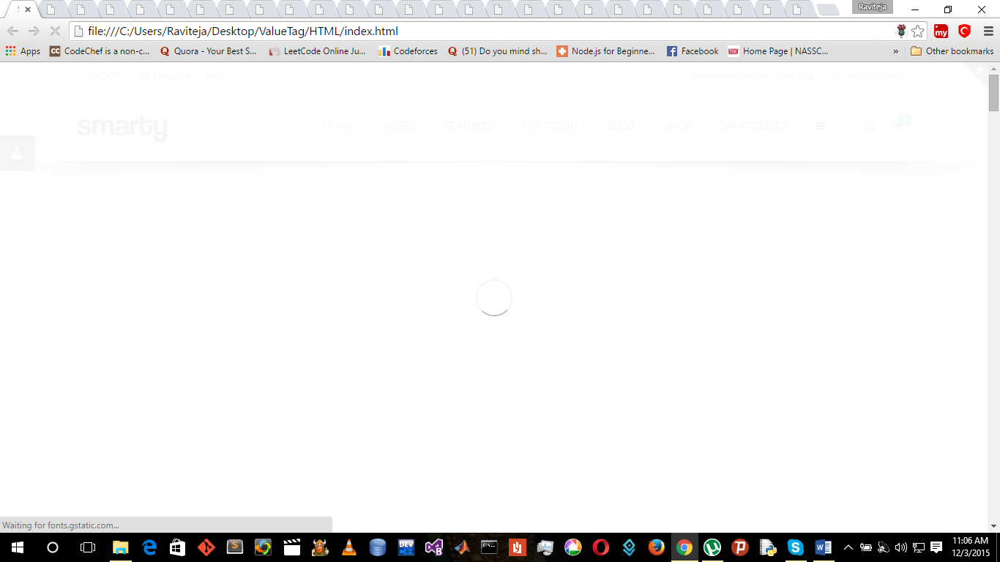 Raviteja
file:///C:/Users/Raviteja/Desktop/ValueTag/HTML/index.html
my
Apps CC CodeChef is a non-c... Quora - Your Best S... LeetCode Online Ju... Codeforces (51) Do you mind sh... Node.js for Beginne... Facebook Home Page | NASSC... » Other bookmarks
CONTACT ENGLISH USD Welcome to Smarty, John Doe MY ACCOUNT
smarty HOME PAGES FEATURES PORTFOLIO BLOG SHOP SHORTCODES
Waiting for fonts.gstatic.com...
11:06 AM
12/3/2015